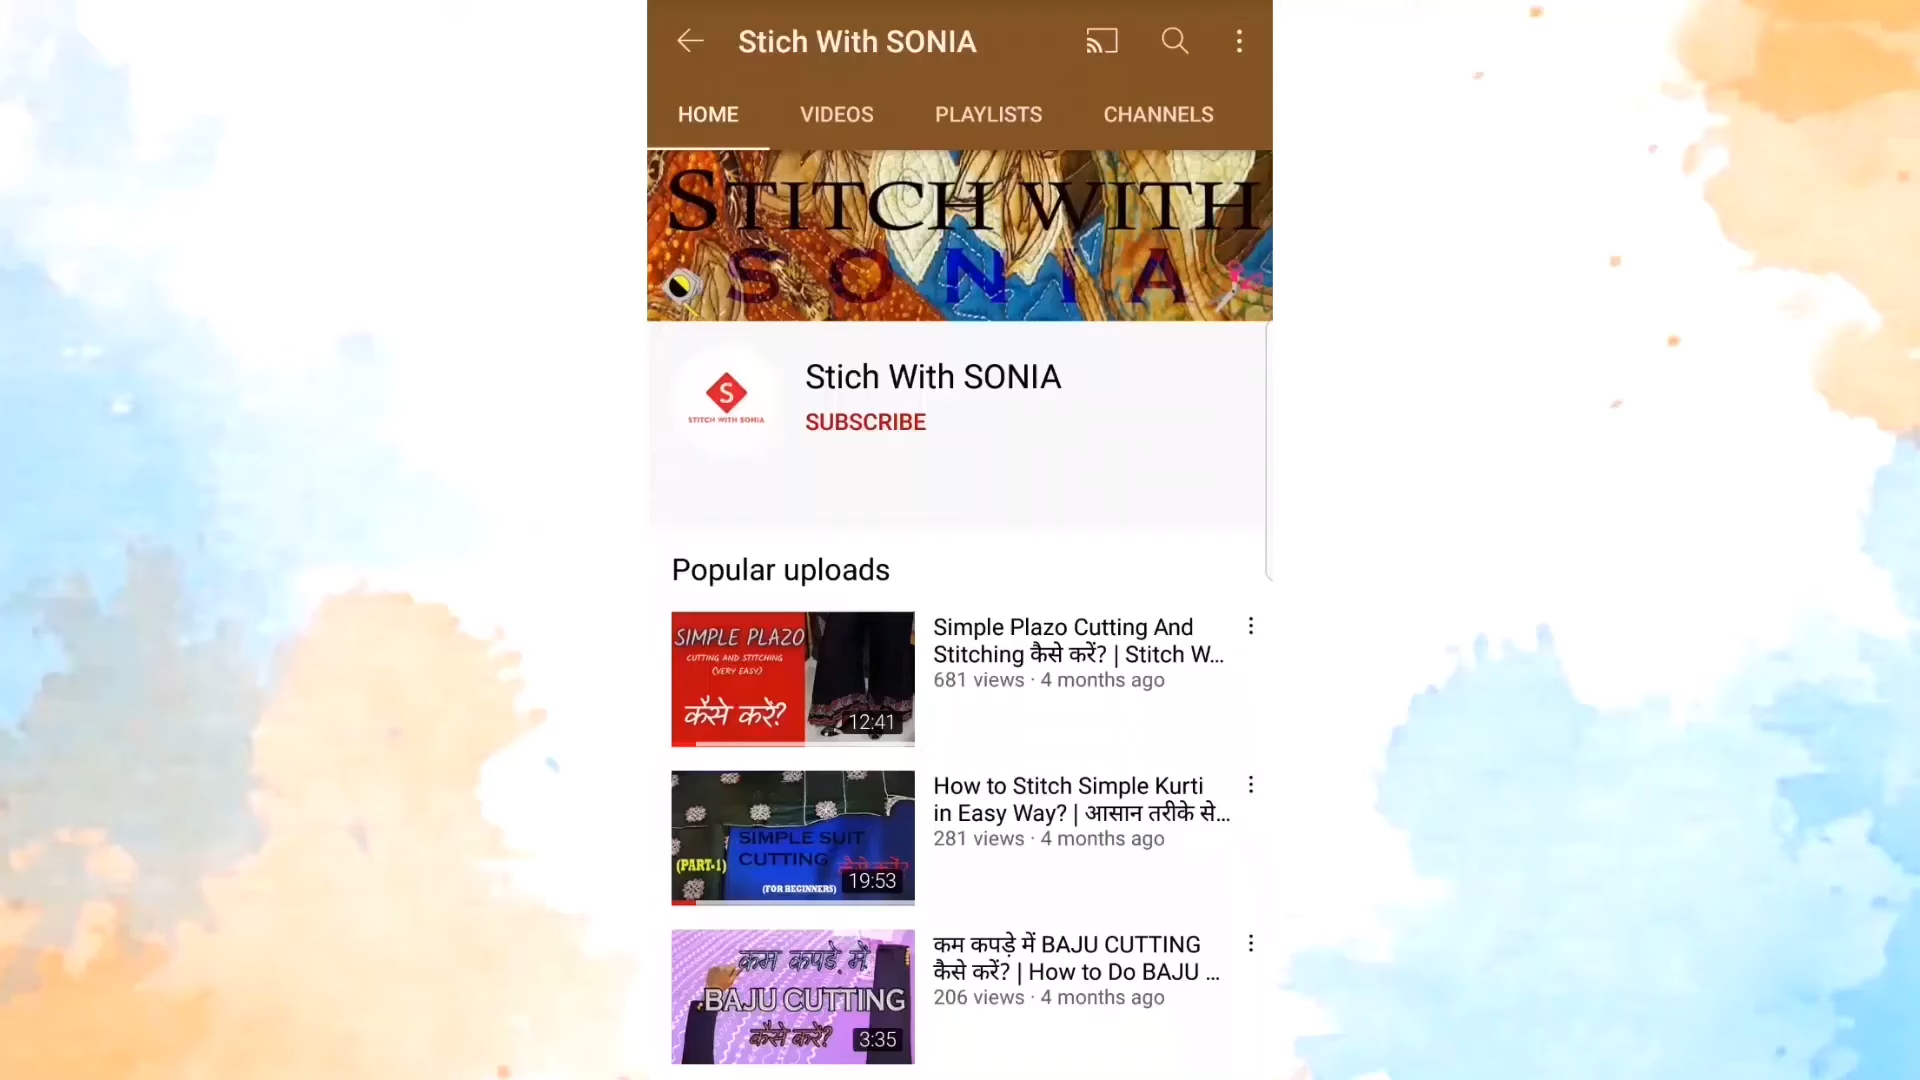 Stich With SONIA
HOME VIDEOS PLAYLISTS CHANNELS
STITCH WITH
SONIA
S
STITCH WITH SONIA
Stich With SONIA
SUBSCRIBE
Popular uploads
SIMPLE PLAZO
CUTTING AND STITCHING
(VERY EASY)
कैसे करें?
12:41
Simple Plazo Cutting And
Stitching कैसे करें? | Stitch W...
681 views · 4 months ago
SIMPLE SUIT
CUTTING कैसे करें?
(PART-1)
(FOR BEGINNERS)
19:53
How to Stitch Simple Kurti
in Easy Way? | आसान तरीके से...
281 views · 4 months ago
कम कपड़े में
BAJU CUTTING
कैसे करें?
3:35
कम कपड़े में BAJU CUTTING
कैसे करें? | How to Do BAJU ...
206 views · 4 months ago